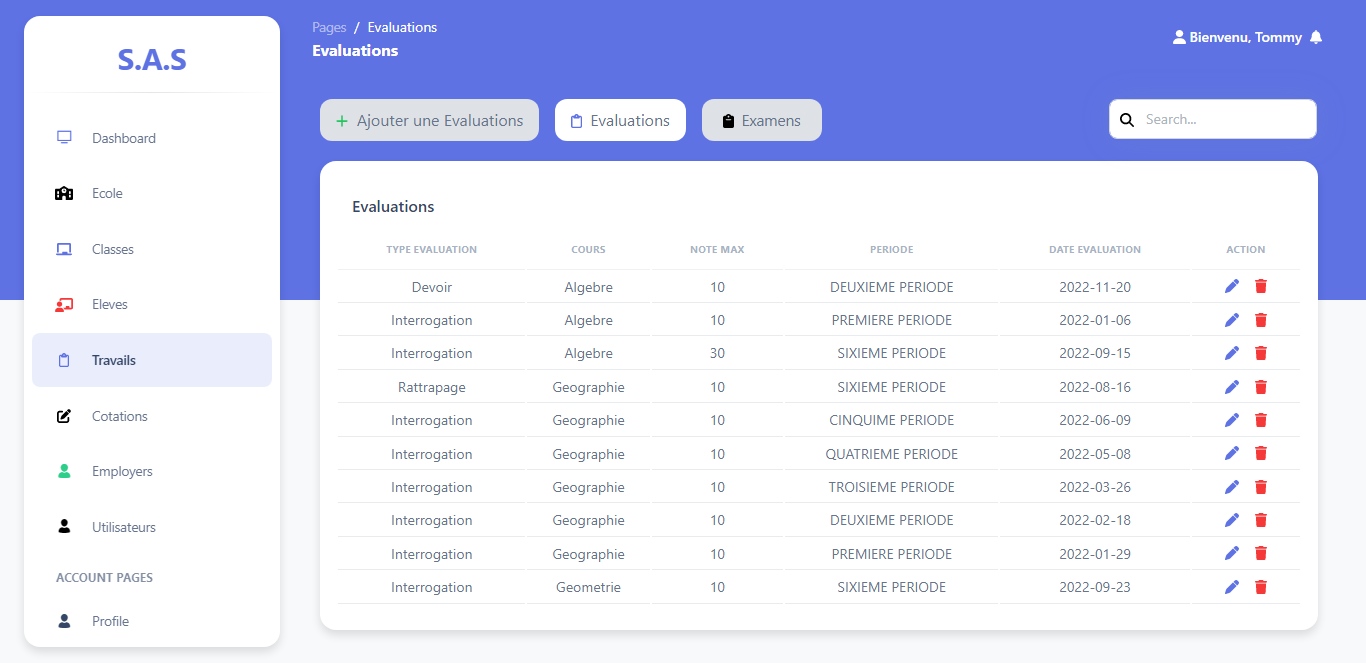 S.A.S
Dashboard
Ecole
Classes
Eleves
Travails
Cotations
Employers
Utilisateurs
ACCOUNT PAGES
Profile
Pages / Evaluations
Evaluations
Bienvenu, Tommy
+ Ajouter une Evaluations
Evaluations
Examens
Search...
Evaluations
TYPE EVALUATION COURS NOTE MAX PERIODE DATE EVALUATION ACTION
Devoir Algebre 10 DEUXIEME PERIODE 2022-11-20
Interrogation Algebre 10 PREMIERE PERIODE 2022-01-06
Interrogation Algebre 30 SIXIEME PERIODE 2022-09-15
Rattrapage Geographie 10 SIXIEME PERIODE 2022-08-16
Interrogation Geographie 10 CINQUIME PERIODE 2022-06-09
Interrogation Geographie 10 QUATRIEME PERIODE 2022-05-08
Interrogation Geographie 10 TROISIEME PERIODE 2022-03-26
Interrogation Geographie 10 DEUXIEME PERIODE 2022-02-18
Interrogation Geographie 10 PREMIERE PERIODE 2022-01-29
Interrogation Geometrie 10 SIXIEME PERIODE 2022-09-23